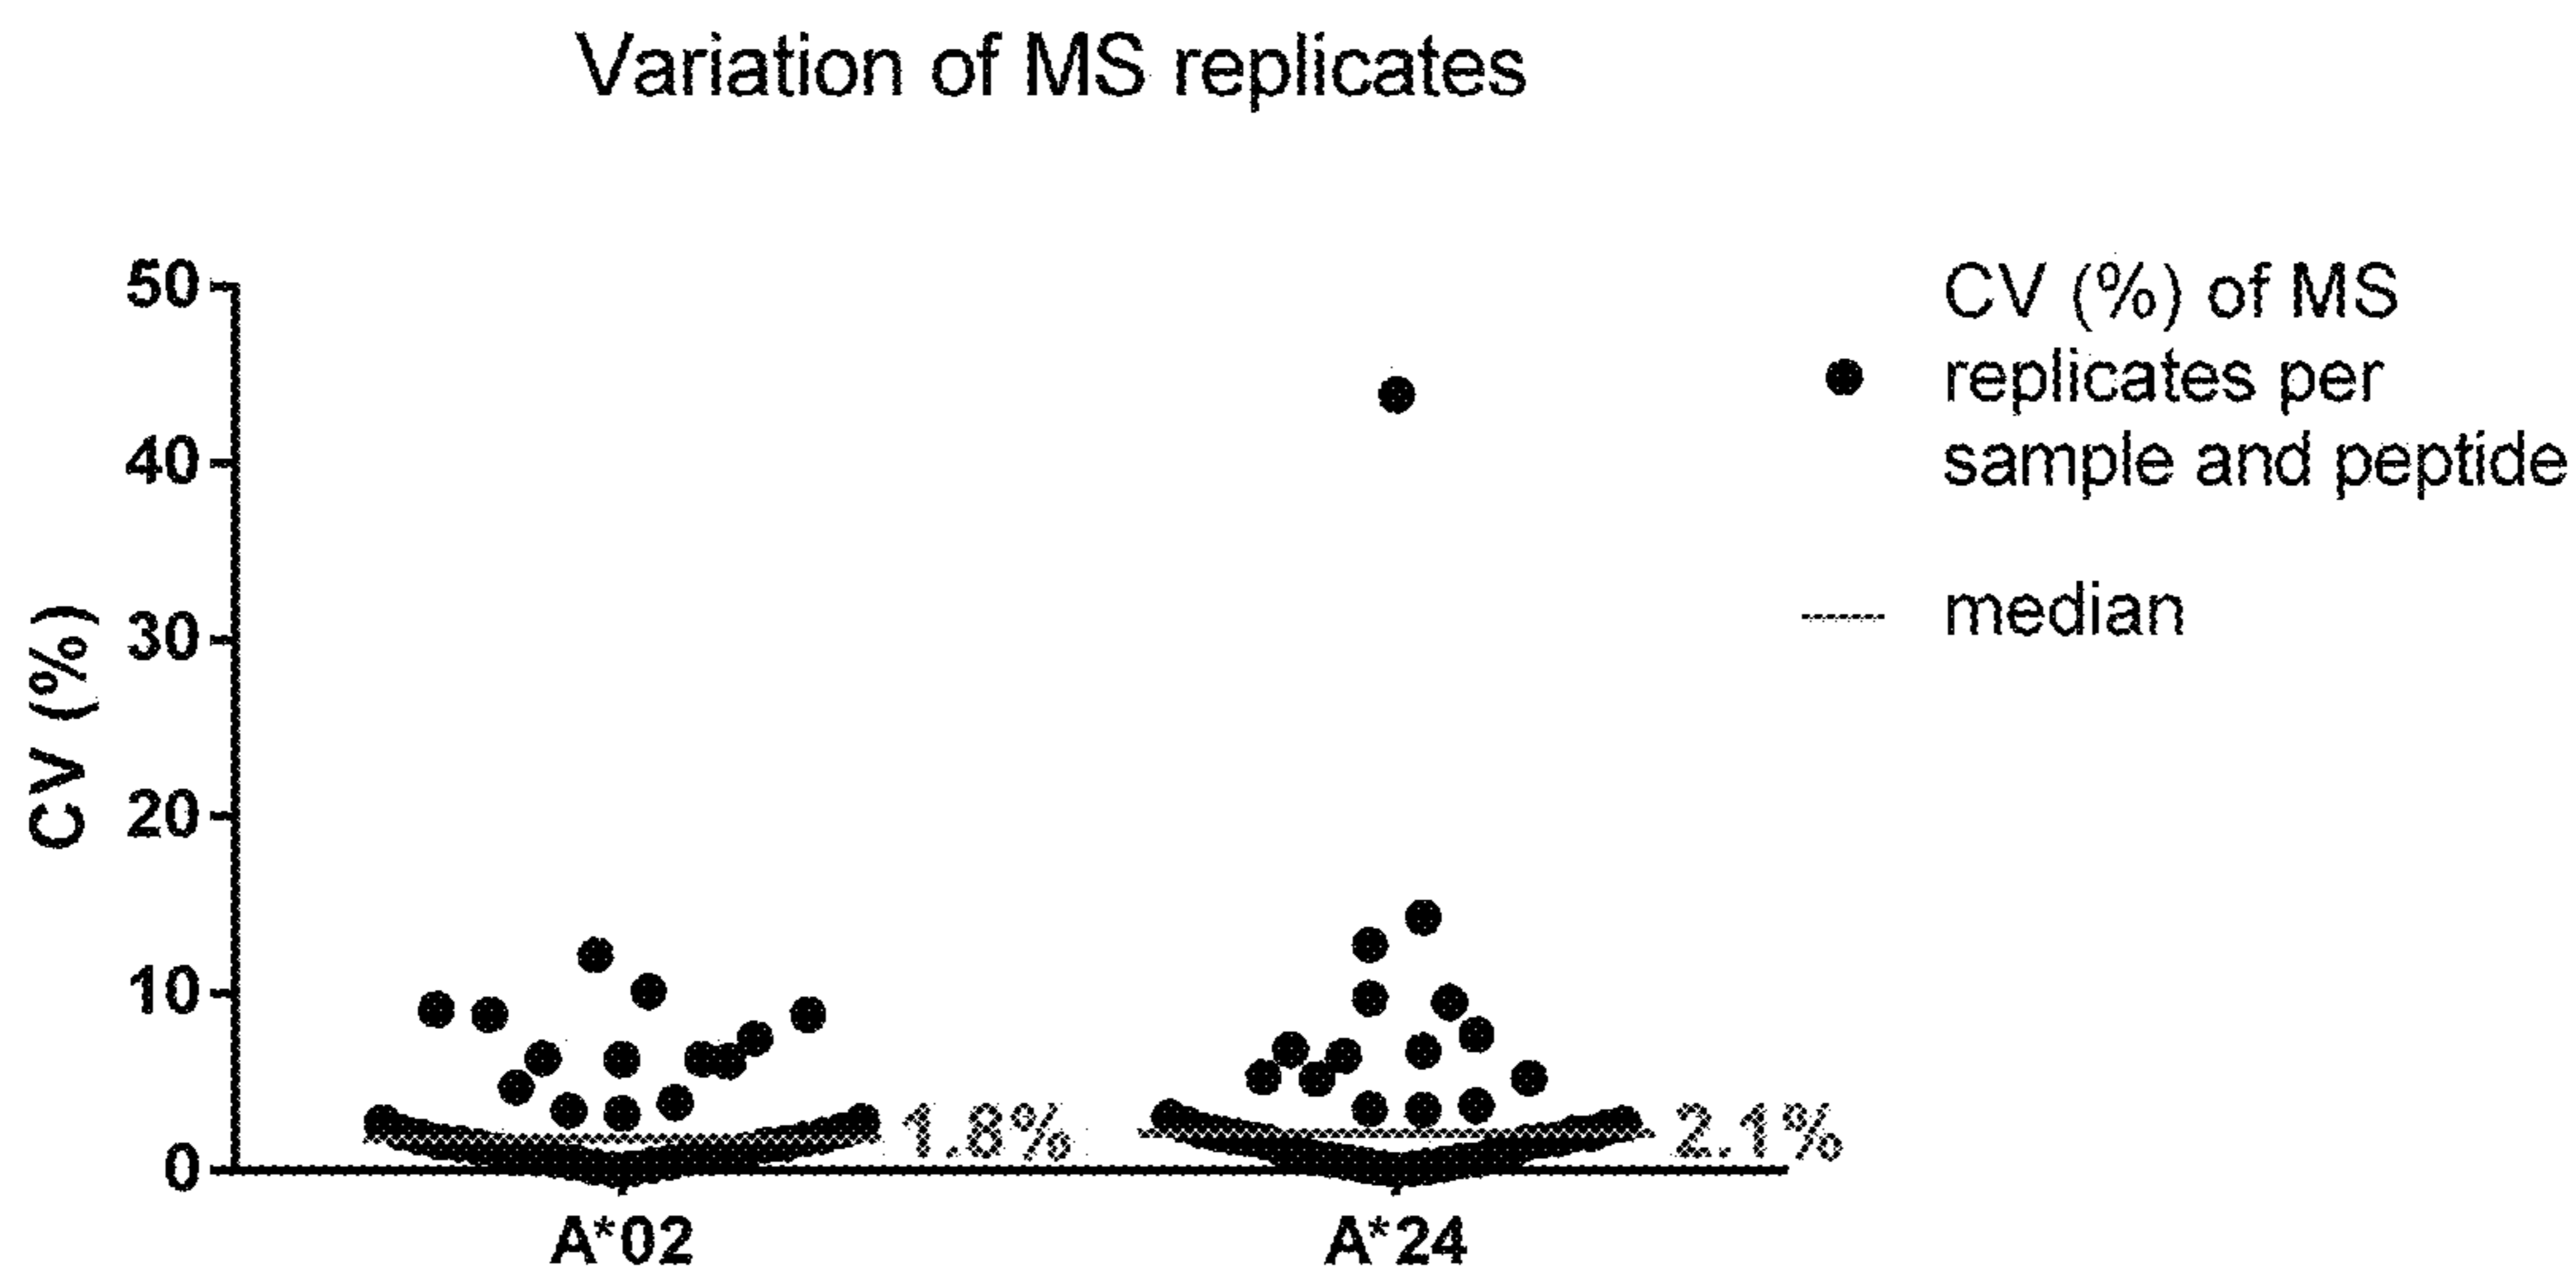 Variation of MS replicates
50
40
30
20
10
0
CV (%)
A*02
A*24
1.8%
2.1%
CV (%) of MS
replicates per
sample and peptide
median